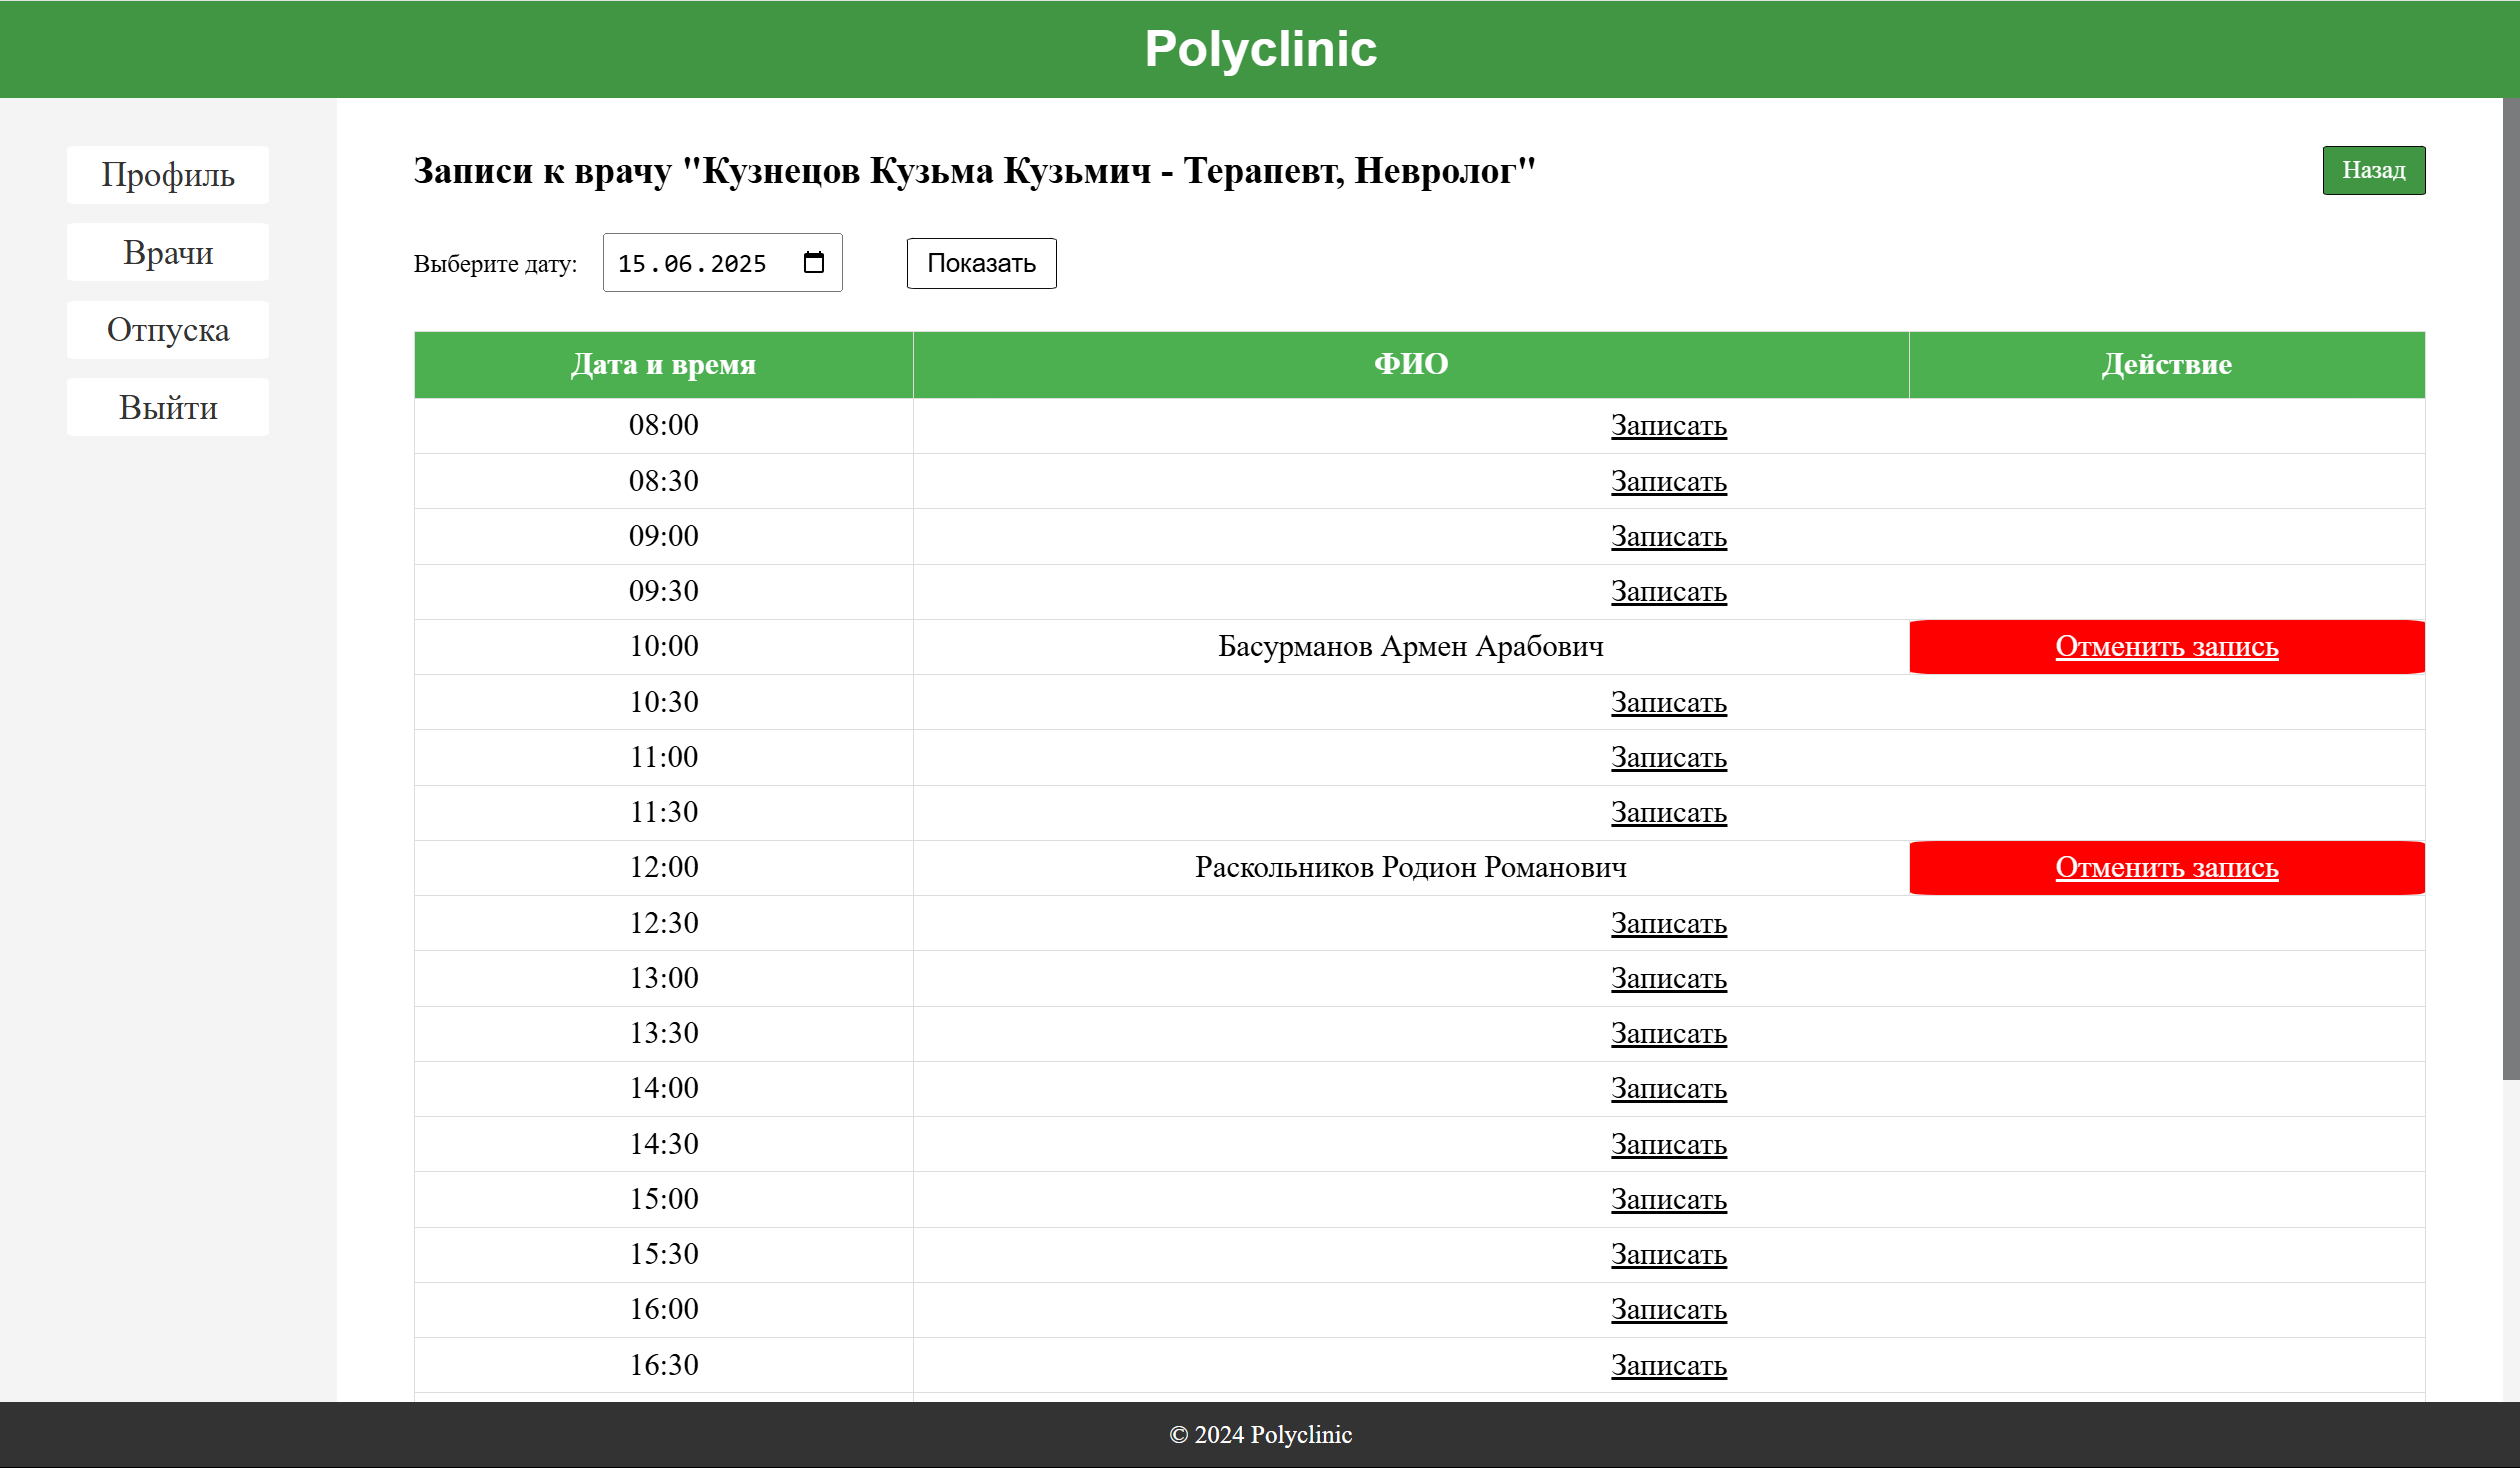 Polyclinic
Профиль
Врачи
Отпуска
Выйти
Записи к врачу "Кузнецов Кузьма Кузьмич - Терапевт, Невролог"
Назад
Выберите дату: 15.06.2025 Показать
Дата и время ФИО Действие
08:00 Записать
08:30 Записать
09:00 Записать
09:30 Записать
10:00 Басурманов Армен Арабович Отменить запись
10:30 Записать
11:00 Записать
11:30 Записать
12:00 Раскольников Родион Романович Отменить запись
12:30 Записать
13:00 Записать
13:30 Записать
14:00 Записать
14:30 Записать
15:00 Записать
15:30 Записать
16:00 Записать
16:30 Записать
© 2024 Polyclinic